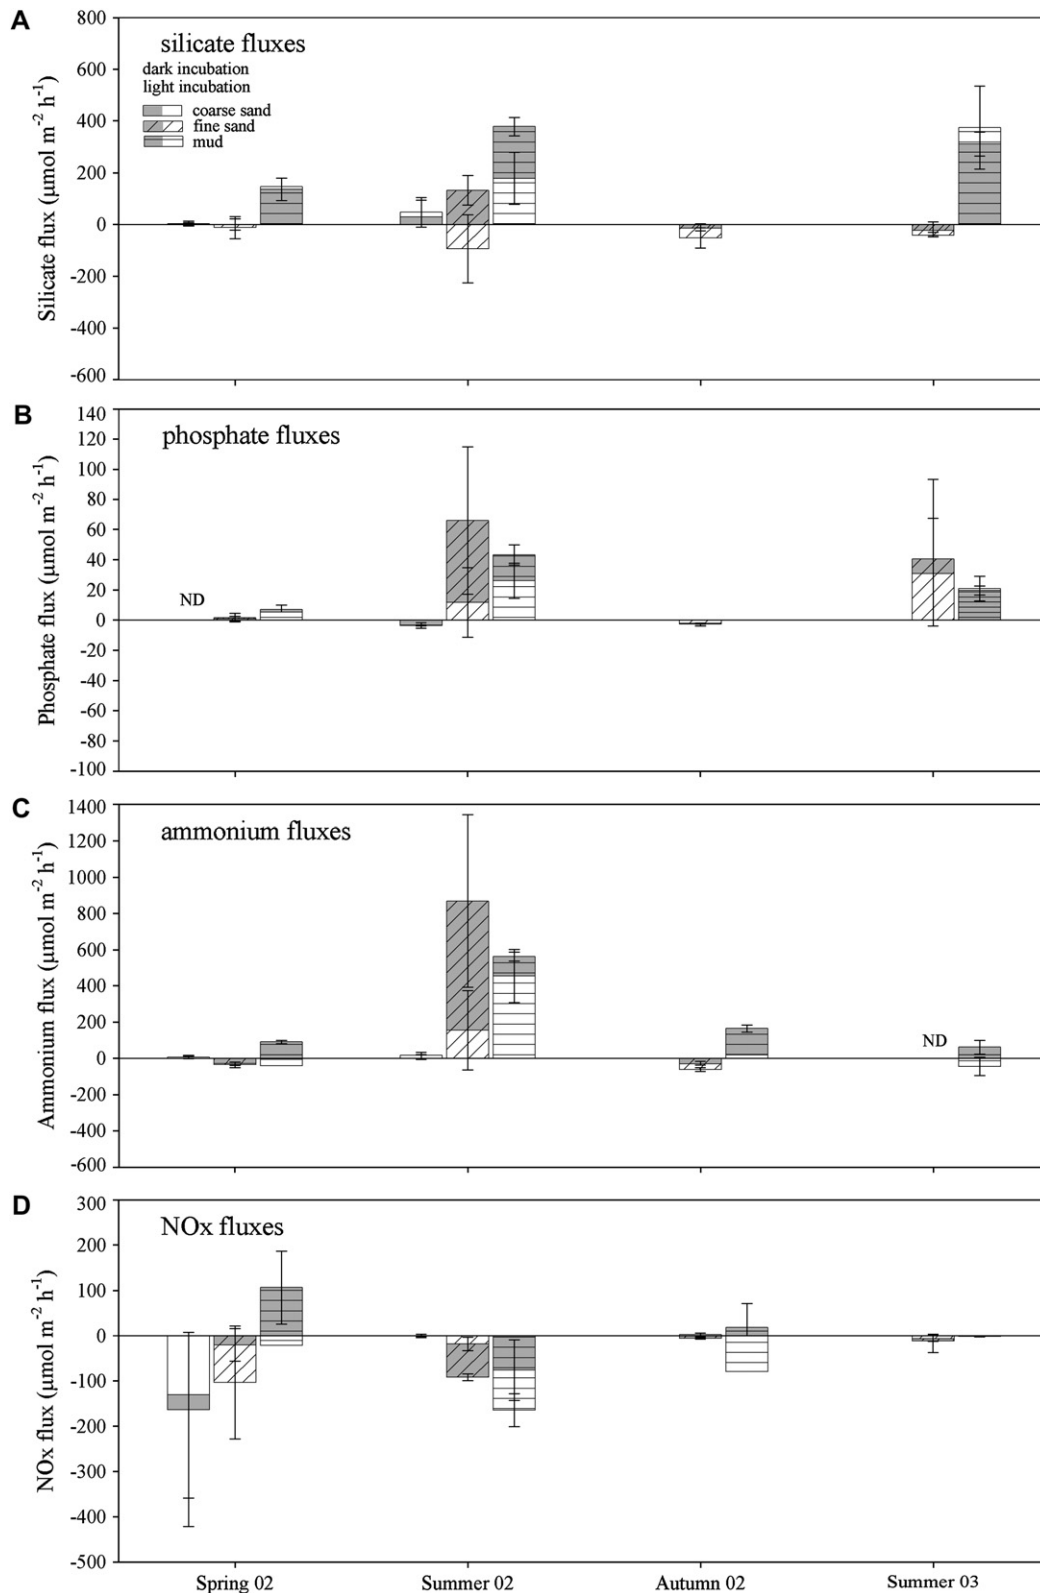 A
silicate fluxes
dark incubation
light incubation
coarse sand
fine sand
mud
Silicate flux (µmol m⁻² h⁻¹)
800
600
400
200
0
-200
-400
-600
B
phosphate fluxes
ND
Phosphate flux (µmol m⁻² h⁻¹)
140
120
100
80
60
40
20
0
-20
-40
-60
-80
-100
C
ammonium fluxes
ND
Ammonium flux (µmol m⁻² h⁻¹)
1400
1200
1000
800
600
400
200
0
-200
-400
-600
D
NOx fluxes
NOx flux (µmol m⁻² h⁻¹)
300
200
100
0
-100
-200
-300
-400
-500
Spring 02 Summer 02 Autumn 02 Summer 03